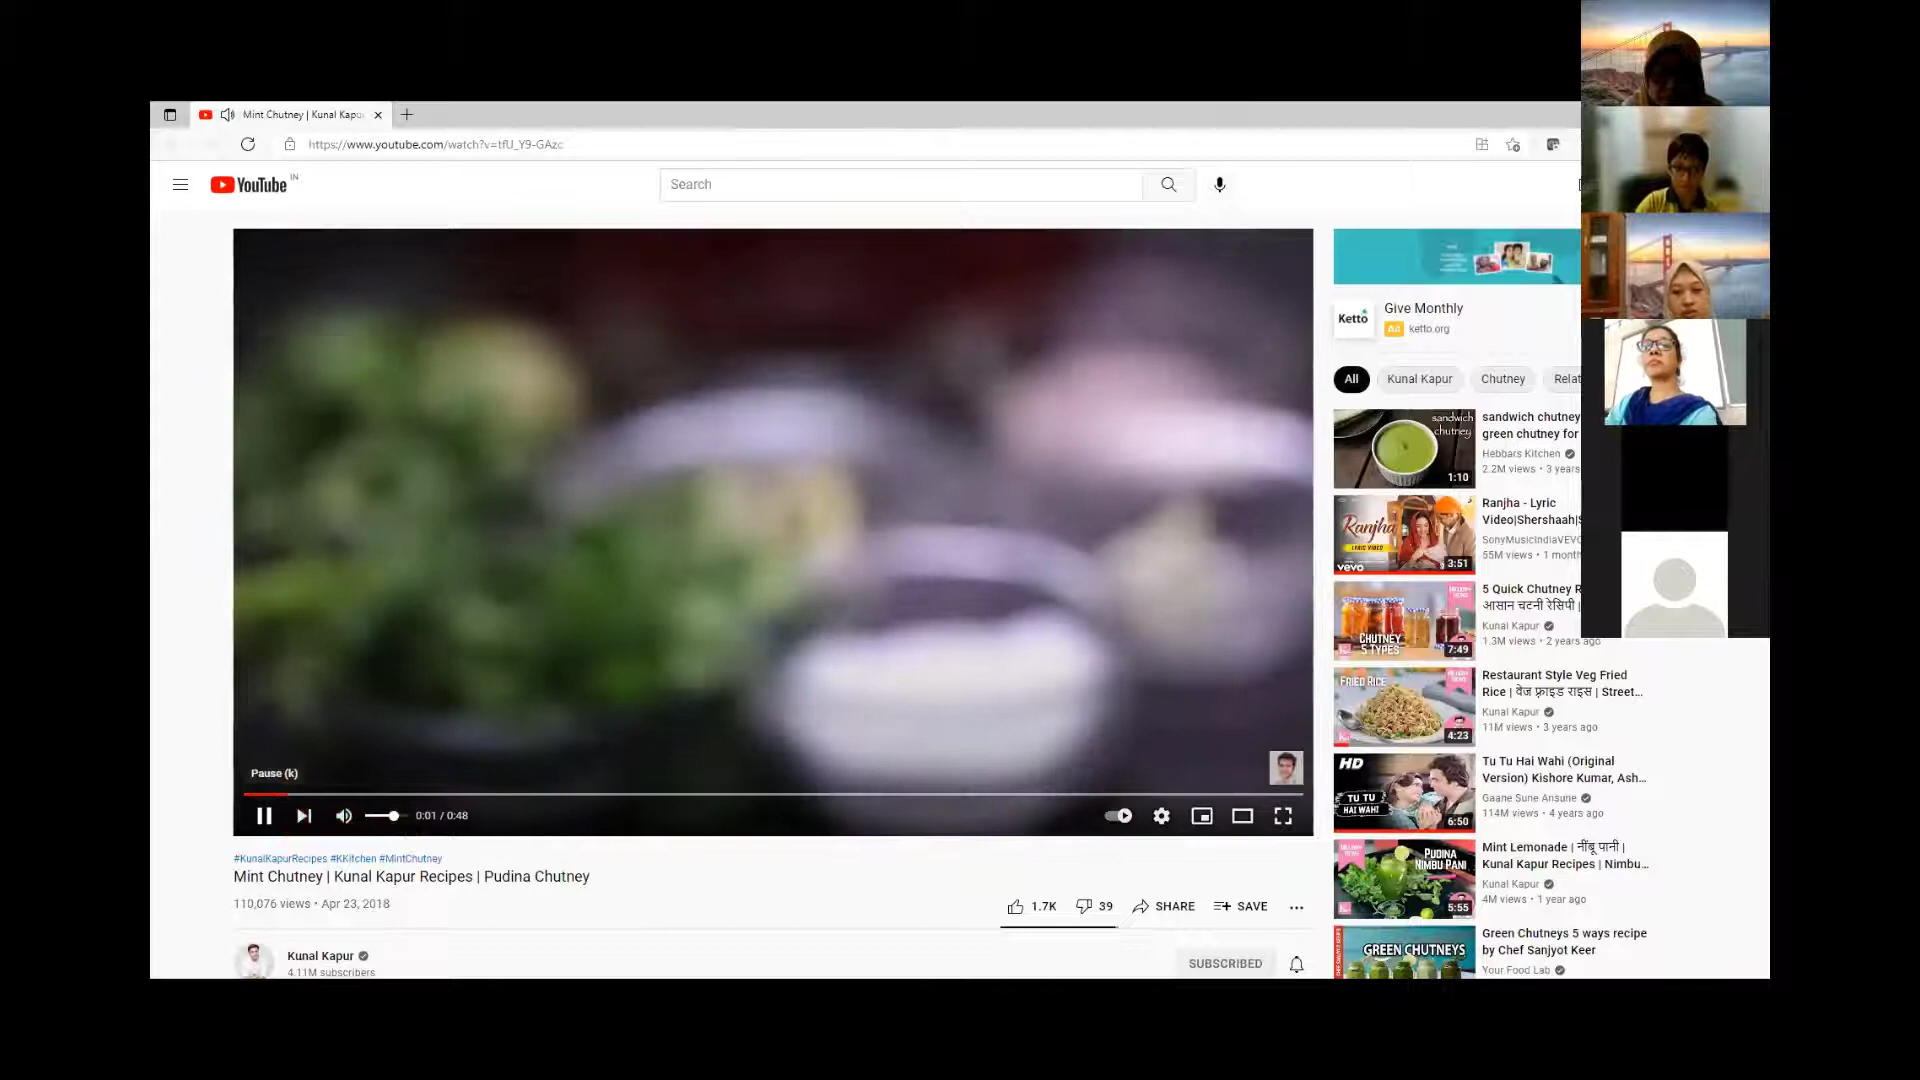 Mint Chutney | Kunal Kapu
https://www.youtube.com/watch?v=tfU_Y9-GAzc
YouTube IN
Search
Pause (k)
0:01 / 0:48
#KunalKapurRecipes #KKitchen #MintChutney
Mint Chutney | Kunal Kapur Recipes | Pudina Chutney
110,076 views • Apr 23, 2018
1.7K
39
SHARE
SAVE
Kunal Kapur
4.11M subscribers
SUBSCRIBED
Ketto
Give Monthly
Ad ketto.org
All
Kunal Kapur
Chutney
Relat
sandwich
chutney
1:10
sandwich chutney
green chutney for
Hebbars Kitchen
2.2M views • 3 years
Ranjha
LYRIC VIDEO
vevo
3:51
Ranjha - Lyric
Video|Shershaah|S
SonyMusicIndiaVEVO
55M views • 1 month
CHUTNEY
5 TYPES
7:49
5 Quick Chutney R
आसान चटनी रेसिपी |
Kunal Kapur
1.3M views • 2 years ago
FRIED RICE
4:23
Restaurant Style Veg Fried
Rice | वेज फ्राइड राइस | Street...
Kunal Kapur
11M views • 3 years ago
HD
TU TU
HAI WAHI
6:50
Tu Tu Hai Wahi (Original
Version) Kishore Kumar, Ash...
Gaane Sune Ansune
114M views • 4 years ago
PUDINA
NIMBU PANI
5:55
Mint Lemonade | नींबू पानी |
Kunal Kapur Recipes | Nimbu...
Kunal Kapur
4M views • 1 year ago
GREEN CHUTNEYS
Green Chutneys 5 ways recipe
by Chef Sanjyot Keer
Your Food Lab